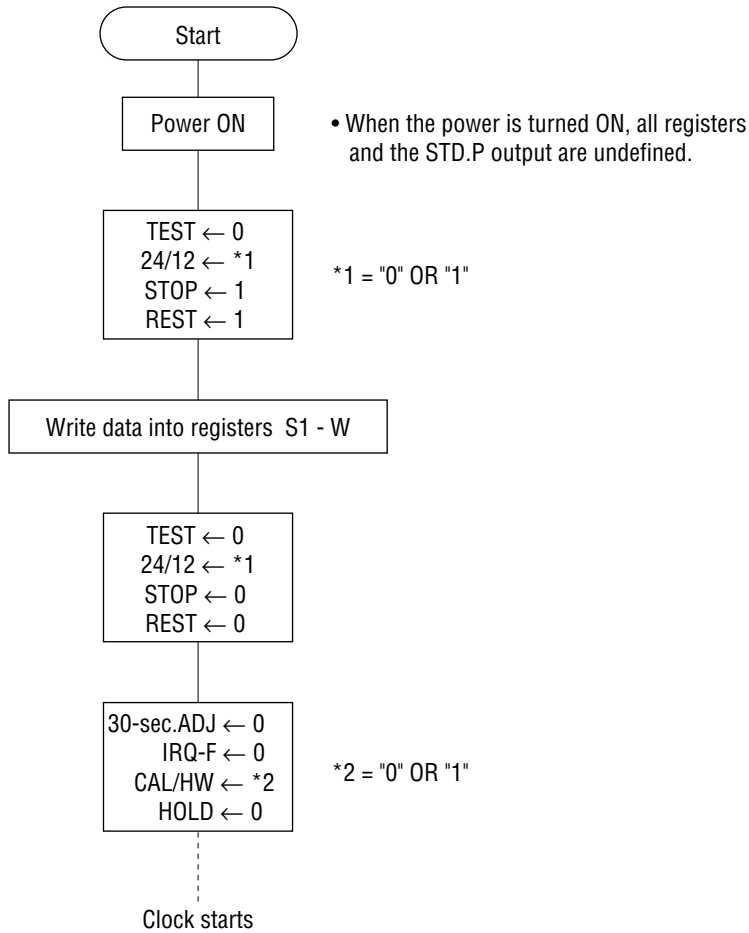 Start
Power ON
• When the power is turned ON, all registers
and the STD.P output are undefined.
TEST ← 0
24/12 ← *1
STOP ← 1
REST ← 1
*1 = "0" OR "1"
Write data into registers S1 - W
TEST ← 0
24/12 ← *1
STOP ← 0
REST ← 0
30-sec.ADJ ← 0
IRQ-F ← 0
CAL/HW ← *2
HOLD ← 0
*2 = "0" OR "1"
Clock starts